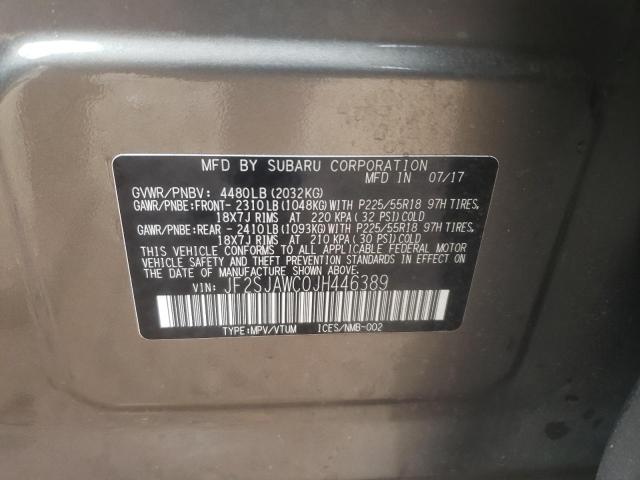 MFD BY SUBARU CORPORATION
MFD IN 07/17
GVWR/PNBV: 4480LB(2032KG)
GAWR/PNBE:FRONT- 2310LB(1048KG)WITH P225/55R18 97H TIRES,
18X7J RIMS AT 220 KPA(32 PSI)COLD
GAWR/PNBE:REAR - 2410LB(1093KG)WITH P225/55R18 97H TIRES,
18X7J RIMS AT 210 KPA(30 PSI)COLD
THIS VEHICLE CONFORMS TO ALL APPLICABLE FEDERAL MOTOR
VEHICLE SAFETY, BUMPER, AND THEFT PREVENTION STANDARDS
IN EFFECT ON THE DATE OF MANUFACTURE SHOWN ABOVE.
VIN: JF2SJAWC0JH446389
TYPE:MPV/VTUM ICES/NMB-002